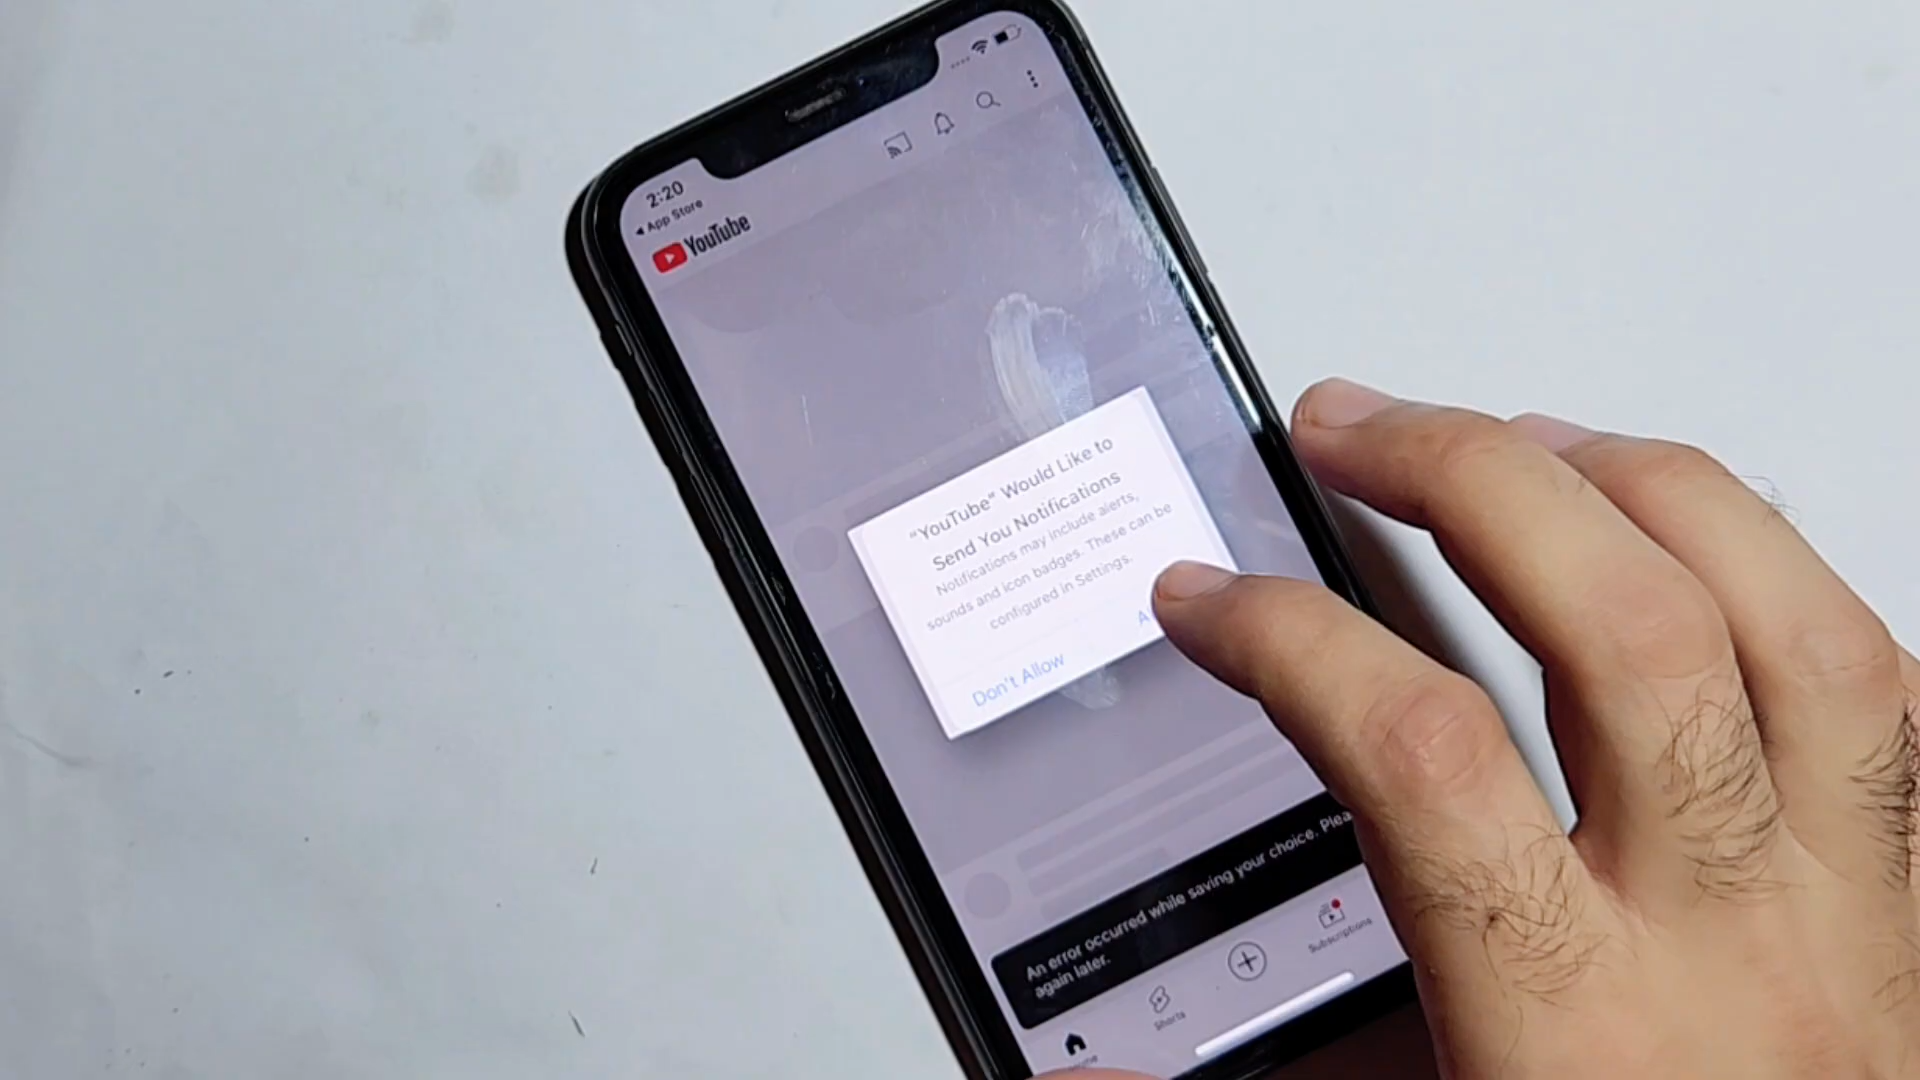 2:20
◀ App Store
YouTube
“YouTube” Would Like to
Send You Notifications
Notifications may include alerts,
sounds and icon badges. These can be
configured in Settings.
Don't Allow
An error occurred while saving your choice.
again later.
Shorts
Subscriptions